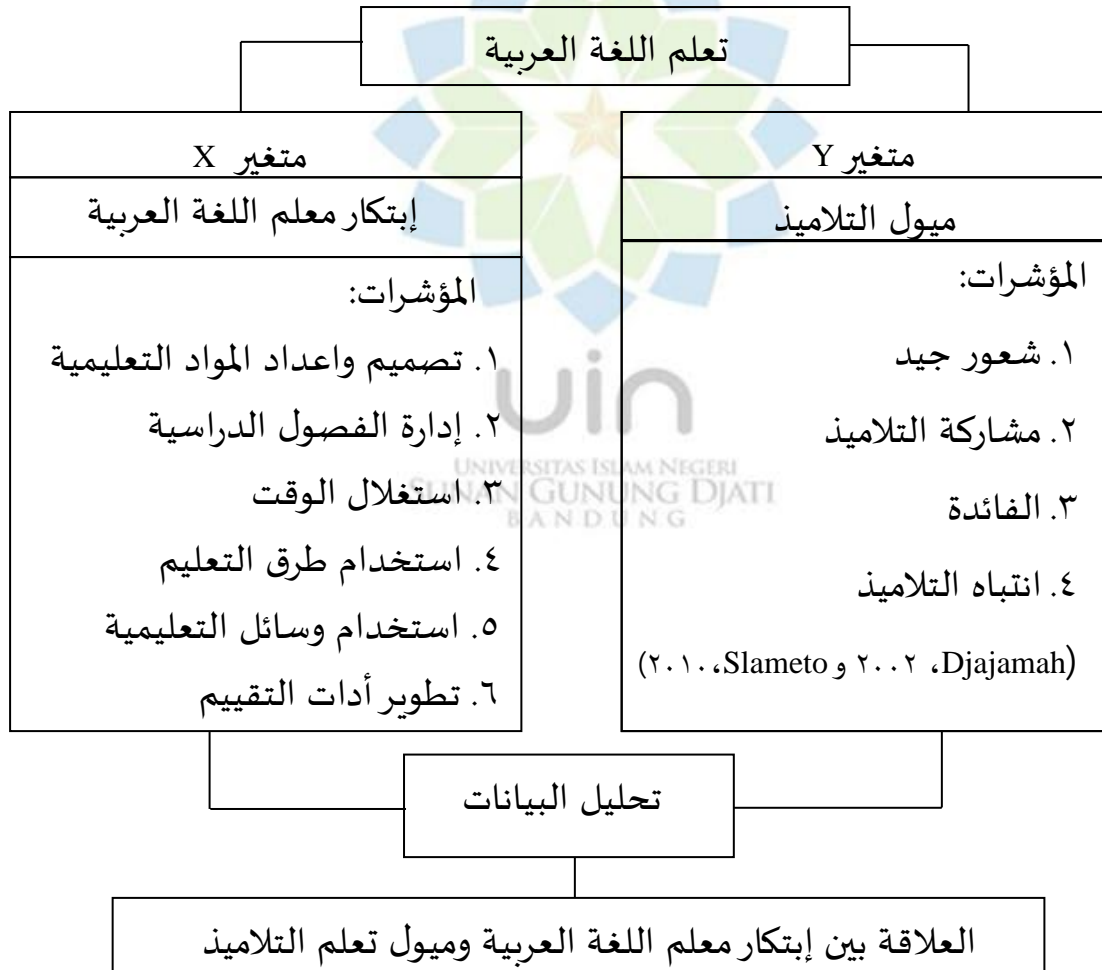 تعلم اللغة العربية
متغير X
إبتكار معلم اللغة العربية
المؤشرات:
١. تصميم واعداد المواد التعليمية
٢. إدارة الفصول الدراسية
٣. استغلال الوقت
٤. استخدام طرق التعليم
٥. استخدام وسائل التعليمية
٦. تطوير أدات التقييم
متغير Y
ميول التلاميذ
المؤشرات:
١. شعور جيد
٢. مشاركة التلاميذ
٣. الفائدة
٤. انتباه التلاميذ
(Djajamah، ٢٠٠٢ و Slameto، ٢٠١٠)
uin
UNIVERSITAS ISLAM NEGERI
SUNAN GUNUNG DJATI
BANDUNG
تحليل البيانات
العلاقة بين إبتكار معلم اللغة العربية وميول تعلم التلاميذ